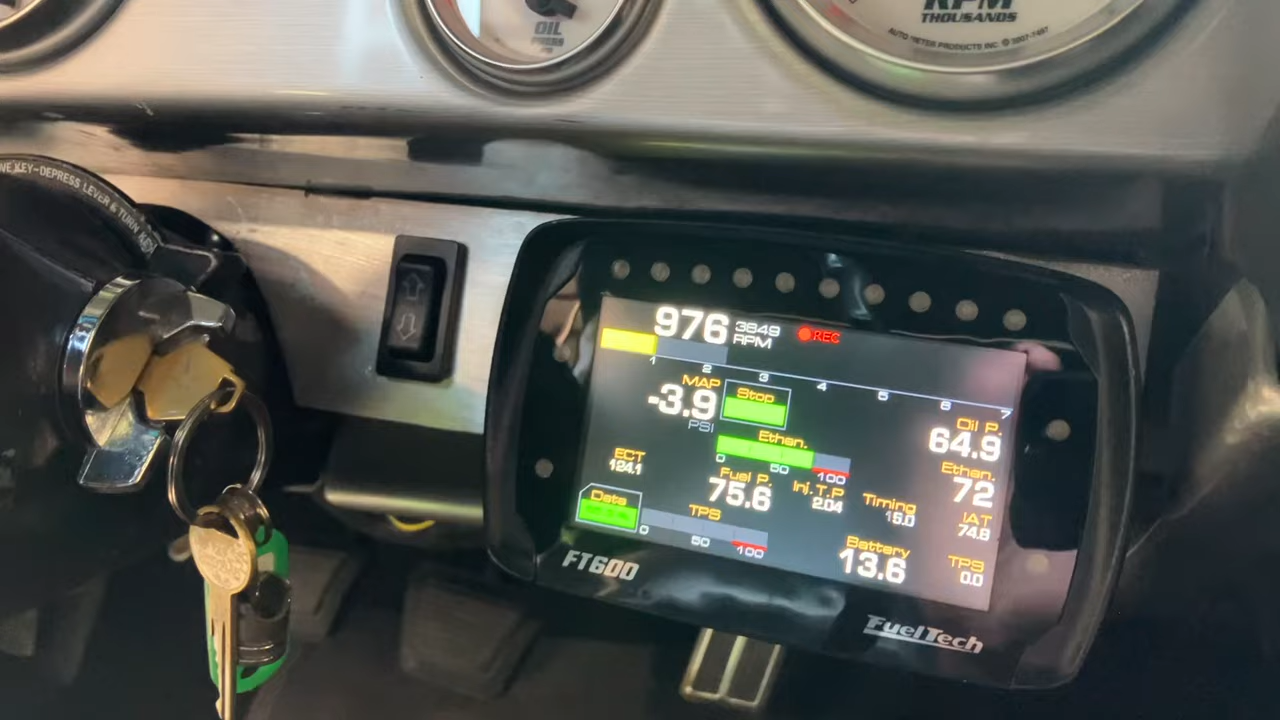 RPM
THOUSANDS
AUTO METER PRODUCTS INC. ©
OIL
KEY-DEPRESS LEVER & TURN
976 3849
RPM
REC
1 2 3 4 5 6 7
MAP
-3.9
PSI
Stop
Oil P.
64.9
Ethan.
0 50 100
Ethan.
72
ECT
124.1
Fuel P.
75.6
Inj.T.P
2.04
Timing
15.0
IAT
74.8
Data
TPS
0 50 100
Battery
13.6
TPS
0.0
FT600
FuelTech